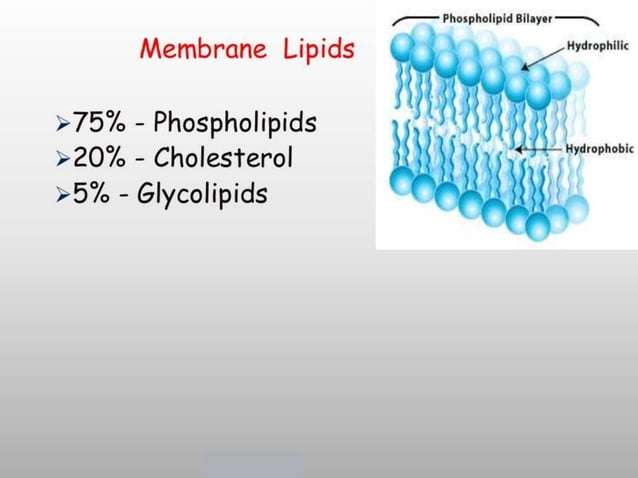 Membrane Lipids
➢75% - Phospholipids
➢20% - Cholesterol
➢5% - Glycolipids
Phospholipid Bilayer
Hydrophilic
Hydrophobic